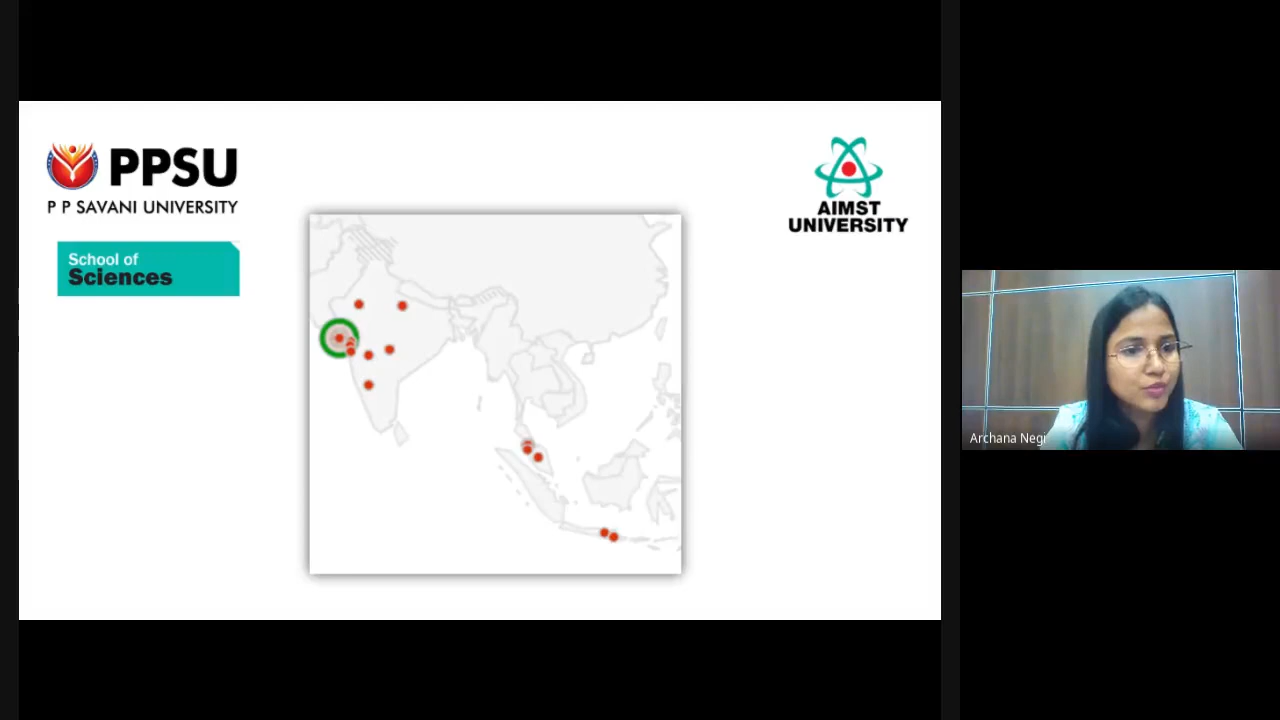 PPSU
P P SAVANI UNIVERSITY
School of
Sciences
AIMST
UNIVERSITY
Archana Negi